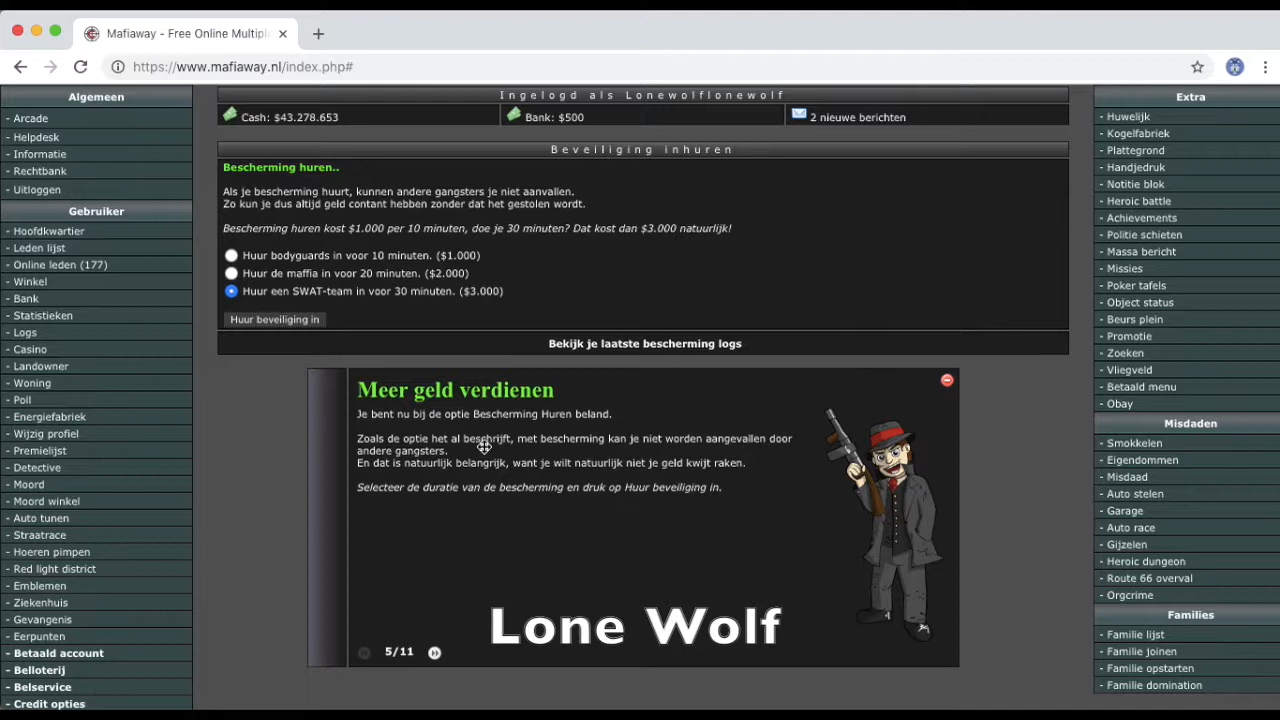 Mafiaway - Free Online Multipl
https://www.mafiaway.nl/index.php#
Algemeen
- Arcade
- Helpdesk
- Informatie
- Rechtbank
- Uitloggen
Gebruiker
- Hoofdkwartier
- Leden lijst
- Online leden (177)
- Winkel
- Bank
- Statistieken
- Logs
- Casino
- Landowner
- Woning
- Poll
- Energiefabriek
- Wijzig profiel
- Premielijst
- Detective
- Moord
- Moord winkel
- Auto tunen
- Straatrace
- Hoeren pimpen
- Red light district
- Emblemen
- Ziekenhuis
- Gevangenis
- Eerpunten
- Betaald account
- Belloterij
- Belservice
- Credit opties
Ingelogd als Lonewolflonewolf
Cash: $43.278.653
Bank: $500
2 nieuwe berichten
Beveiliging inhuren
Bescherming huren..
Als je bescherming huurt, kunnen andere gangsters je niet aanvallen.
Zo kun je dus altijd geld contant hebben zonder dat het gestolen wordt.
Bescherming huren kost $1.000 per 10 minuten, doe je 30 minuten? Dat kost dan $3.000 natuurlijk!
Huur bodyguards in voor 10 minuten. ($1.000)
Huur de maffia in voor 20 minuten. ($2.000)
Huur een SWAT-team in voor 30 minuten. ($3.000)
Huur beveiliging in
Bekijk je laatste bescherming logs
Meer geld verdienen
Je bent nu bij de optie Bescherming Huren beland.
Zoals de optie het al beschrijft, met bescherming kan je niet worden aangevallen door
andere gangsters.
En dat is natuurlijk belangrijk, want je wilt natuurlijk niet je geld kwijt raken.
Selecteer de duratie van de bescherming en druk op Huur beveiliging in.
Lone Wolf
5/11
Extra
- Huwelijk
- Kogelfabriek
- Plattegrond
- Handjedruk
- Notitie blok
- Heroic battle
- Achievements
- Politie schieten
- Massa bericht
- Missies
- Poker tafels
- Object status
- Beurs plein
- Promotie
- Zoeken
- Vliegveld
- Betaald menu
- Obay
Misdaden
- Smokkelen
- Eigendommen
- Misdaad
- Auto stelen
- Garage
- Auto race
- Gijzelen
- Heroic dungeon
- Route 66 overval
- Orgcrime
Families
- Familie lijst
- Familie joinen
- Familie opstarten
- Familie domination